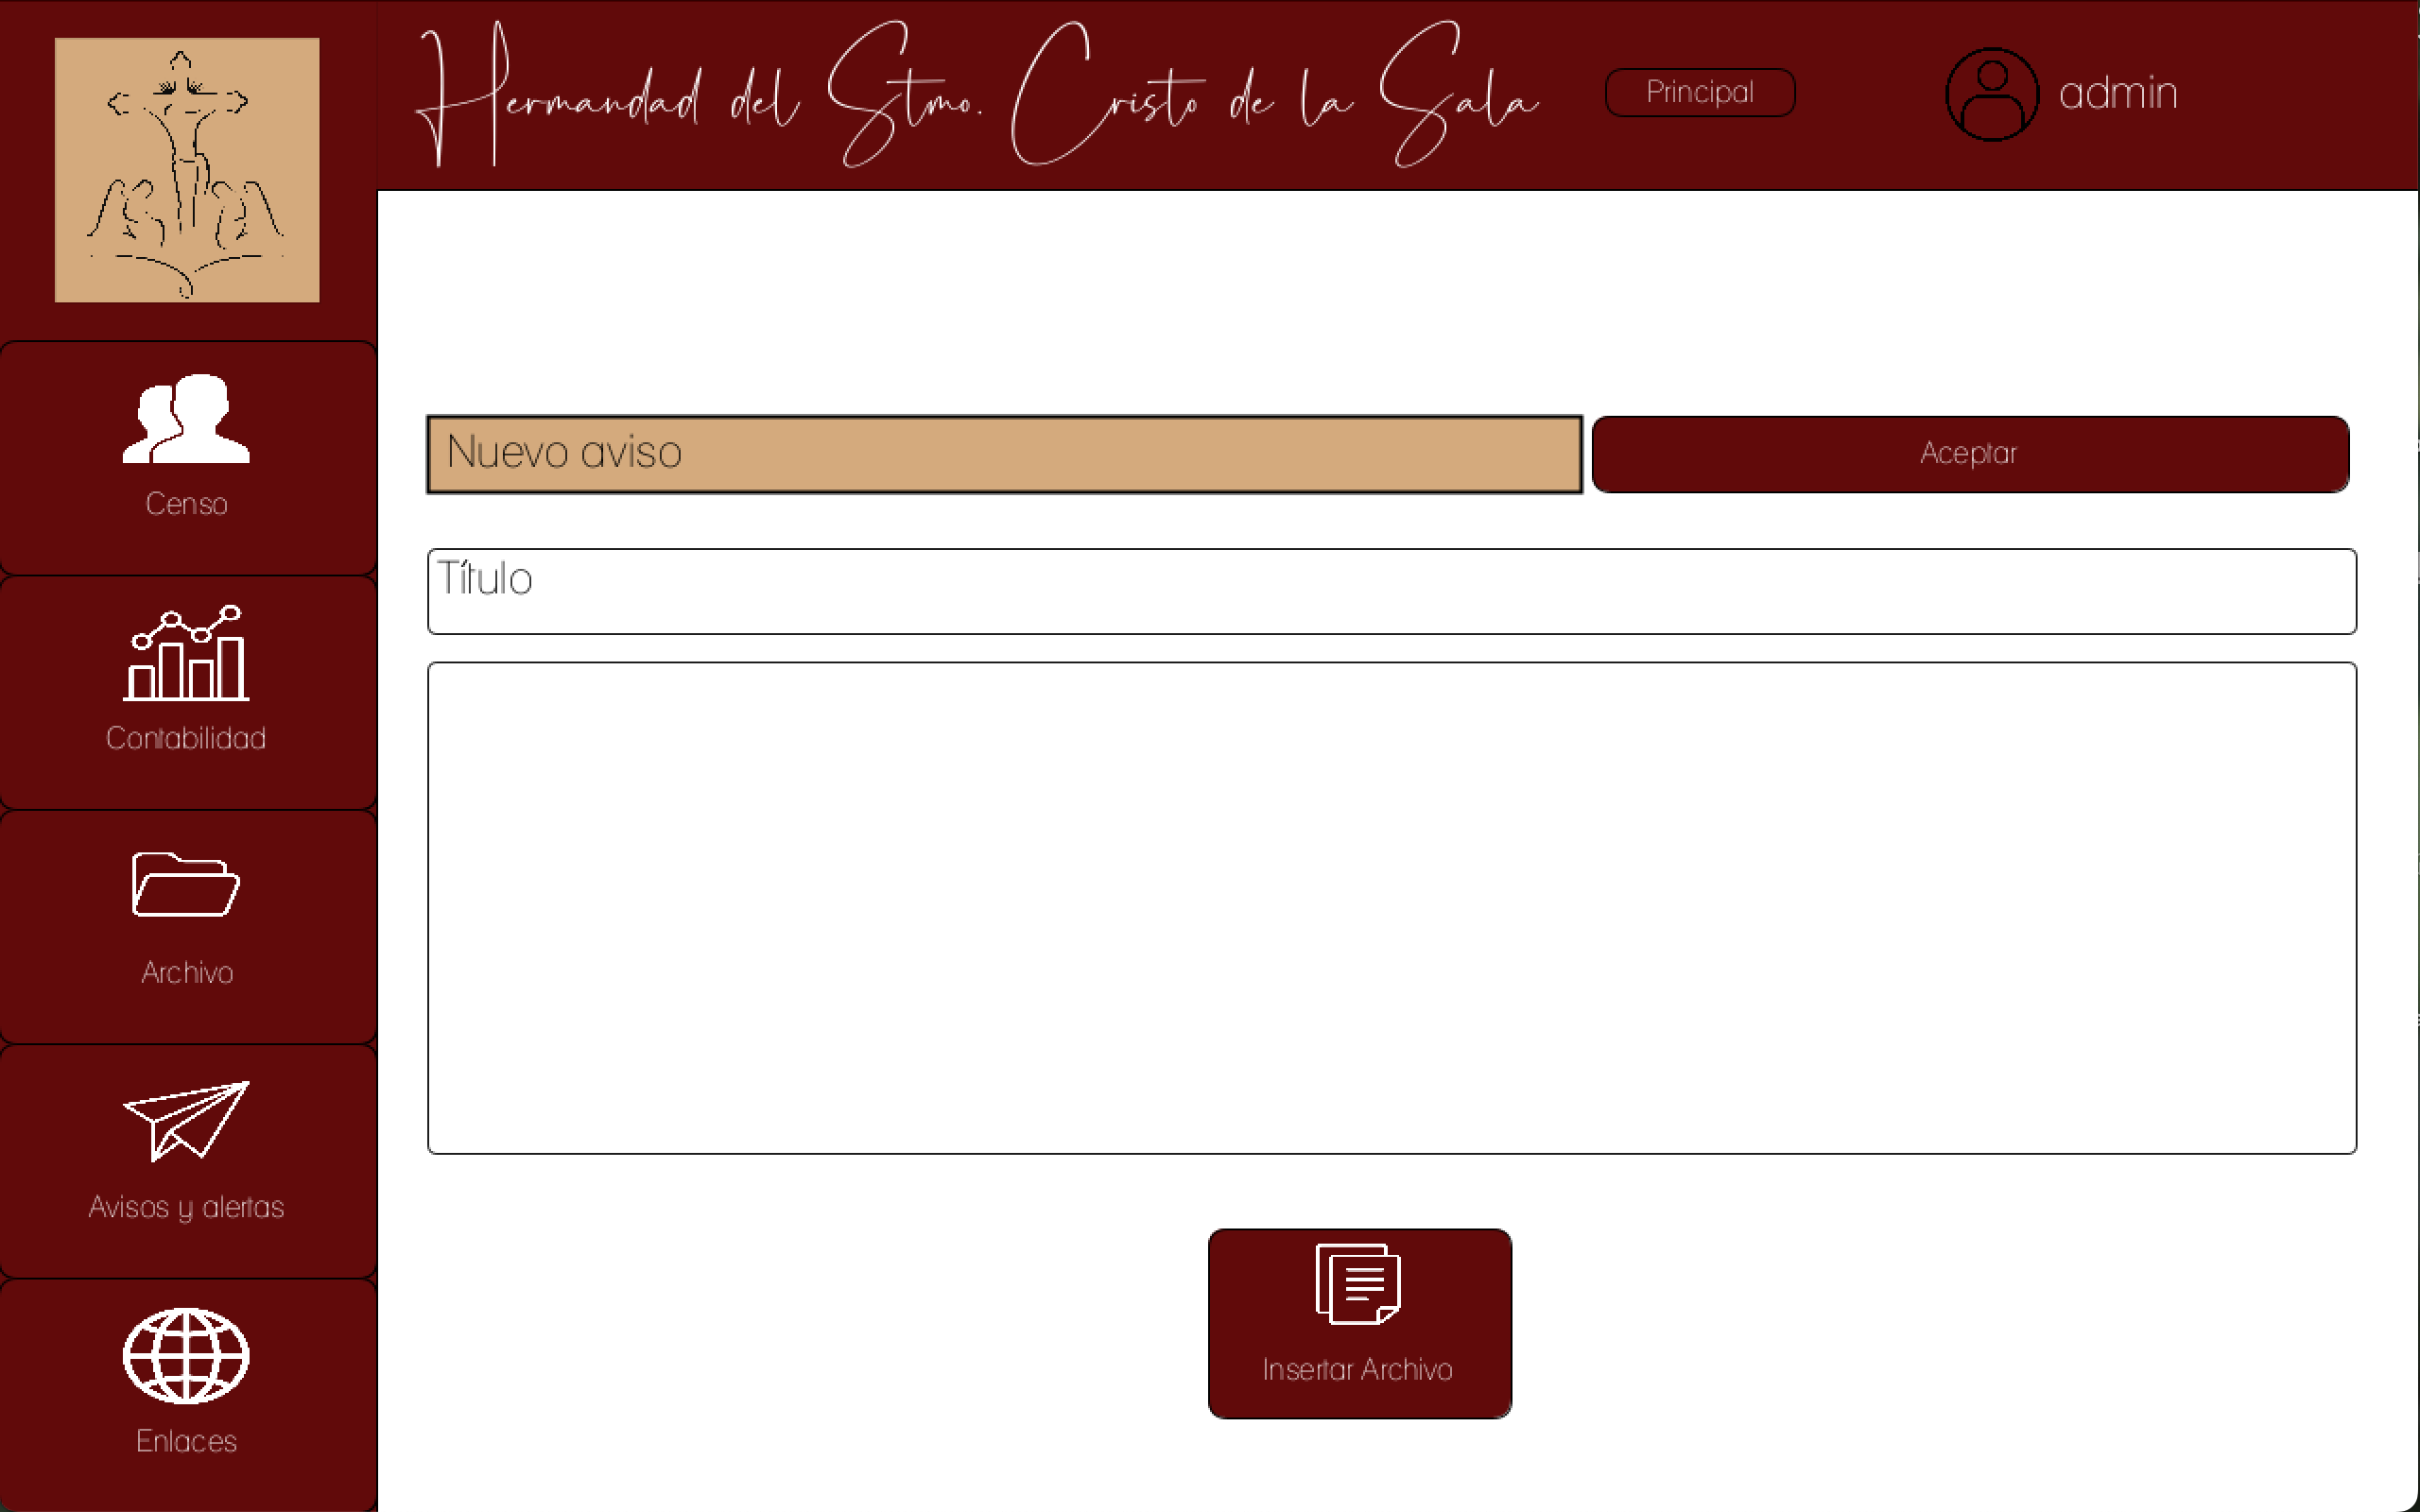 Hermandad del Stmo. Cristo de la Sala
Principal
admin
Censo
Contabilidad
Archivo
Avisos y alertas
Enlaces
Nuevo aviso
Aceptar
Título
Insertar Archivo